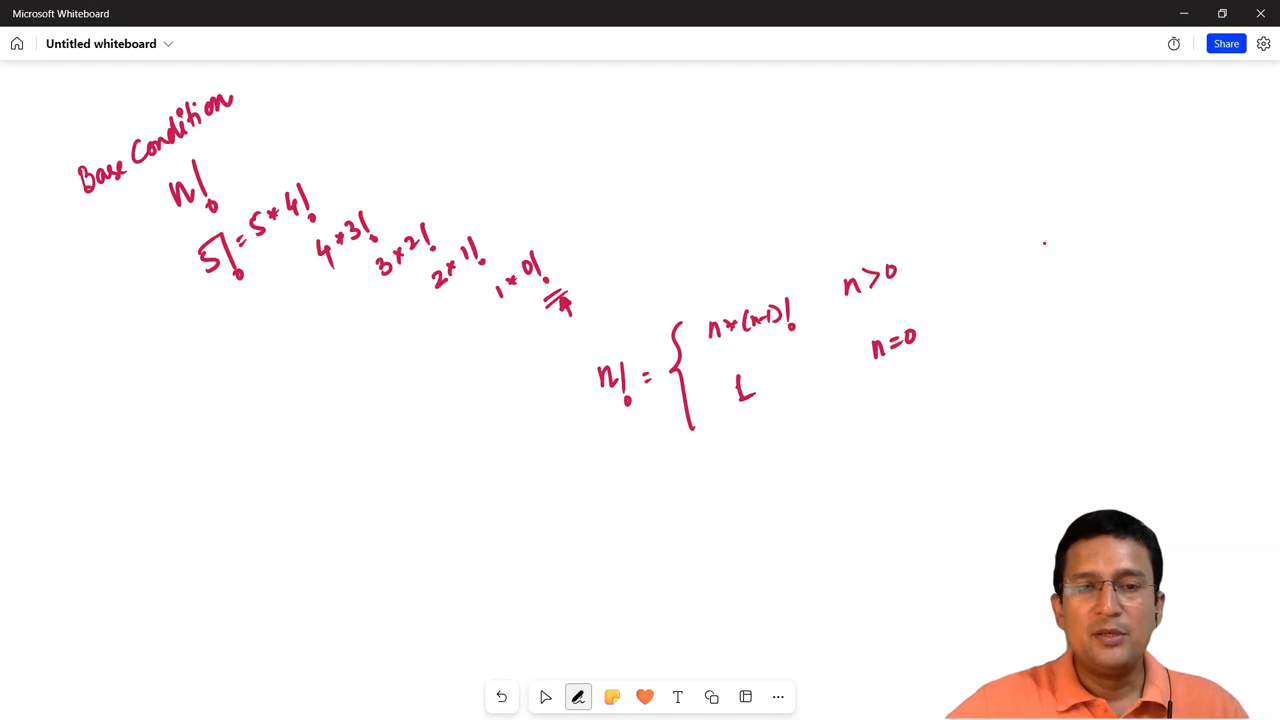 Microsoft Whiteboard
Untitled whiteboard
Share
Base Condition
n!
5! = 5 * 4!
4 * 3!
3 * 2!
2 * 1!
1 * 0!
n! = { n * (n-1)! n > 0
1 n = 0
T